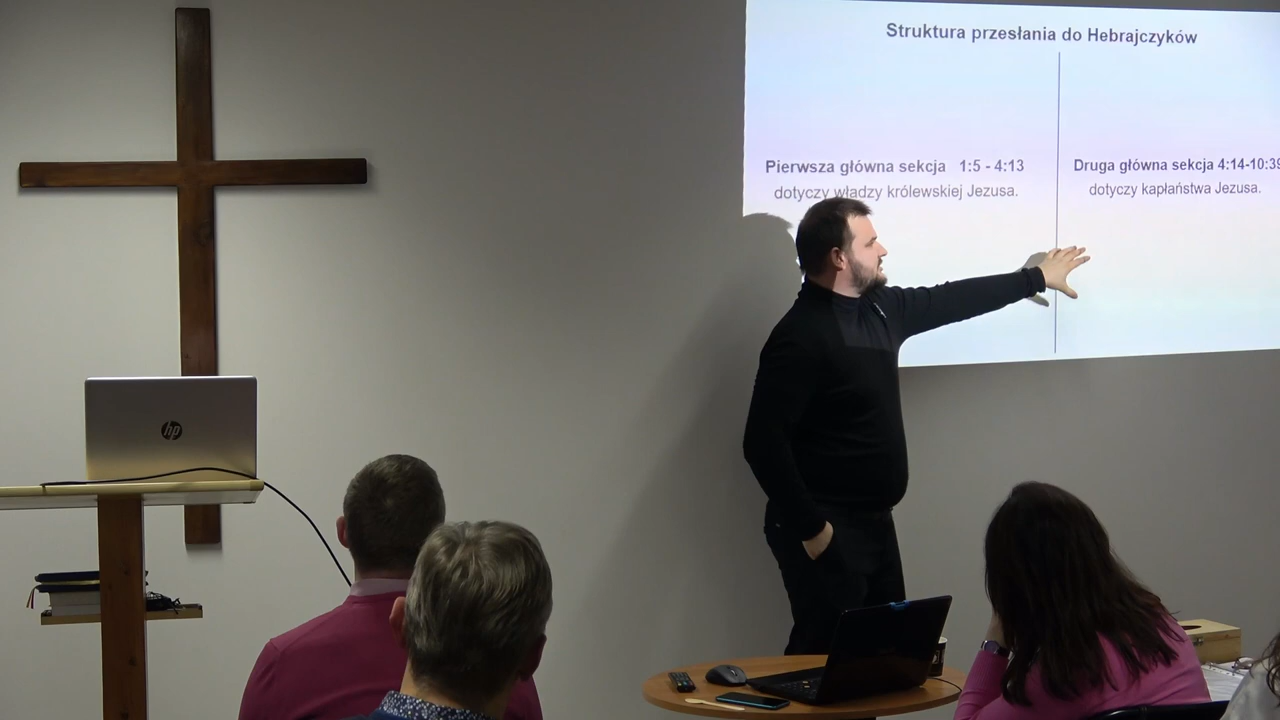 Struktura przesłania do Hebrajczyków
Pierwsza główna sekcja 1:5 - 4:13
dotyczy władzy królewskiej Jezusa.
Druga główna sekcja 4:14-10:39
dotyczy kapłaństwa Jezusa.
hp